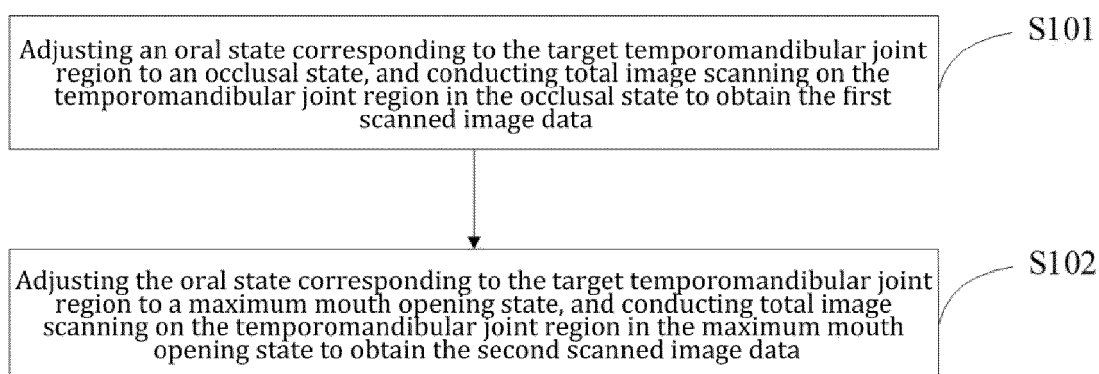 S101
Adjusting an oral state corresponding to the target temporomandibular joint
region to an occlusal state, and conducting total image scanning on the
temporomandibular joint region in the occlusal state to obtain the first
scanned image data
S102
Adjusting the oral state corresponding to the target temporomandibular joint
region to a maximum mouth opening state, and conducting total image
scanning on the temporomandibular joint region in the maximum mouth
opening state to obtain the second scanned image data